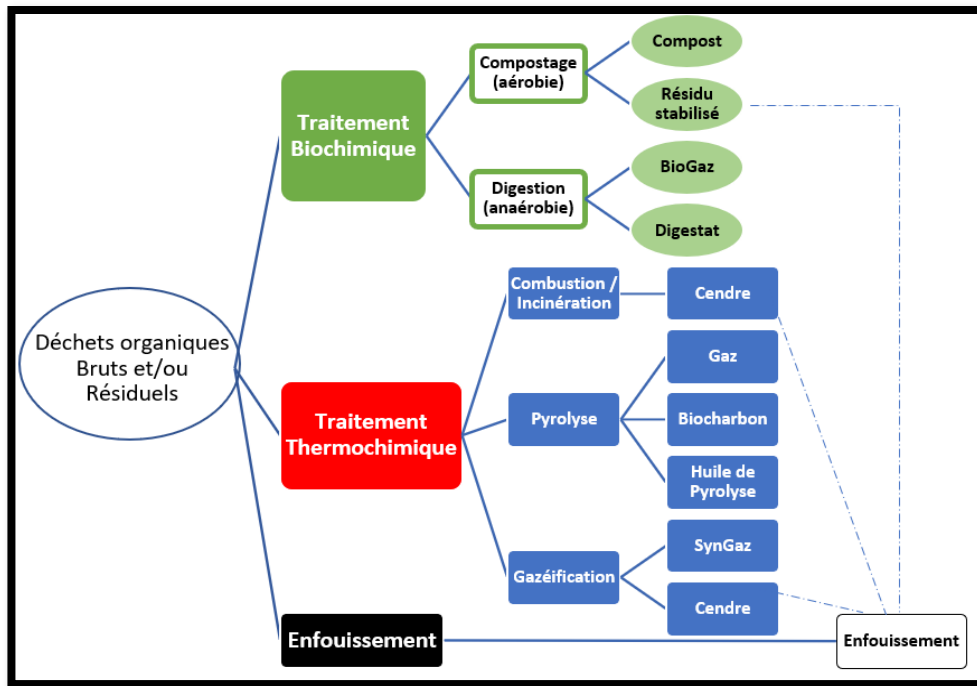 Déchets organiques
Bruts et/ou
Résiduels
Traitement
Biochimique
Compostage
(aérobie)
Compost
Résidu
stabilisé
Digestion
(anaérobie)
BioGaz
Digestat
Traitement
Thermochimique
Combustion /
Incinération
Cendre
Pyrolyse
Gaz
Biocharbon
Huile de
Pyrolyse
Gazéification
SynGaz
Cendre
Enfouissement
Enfouissement